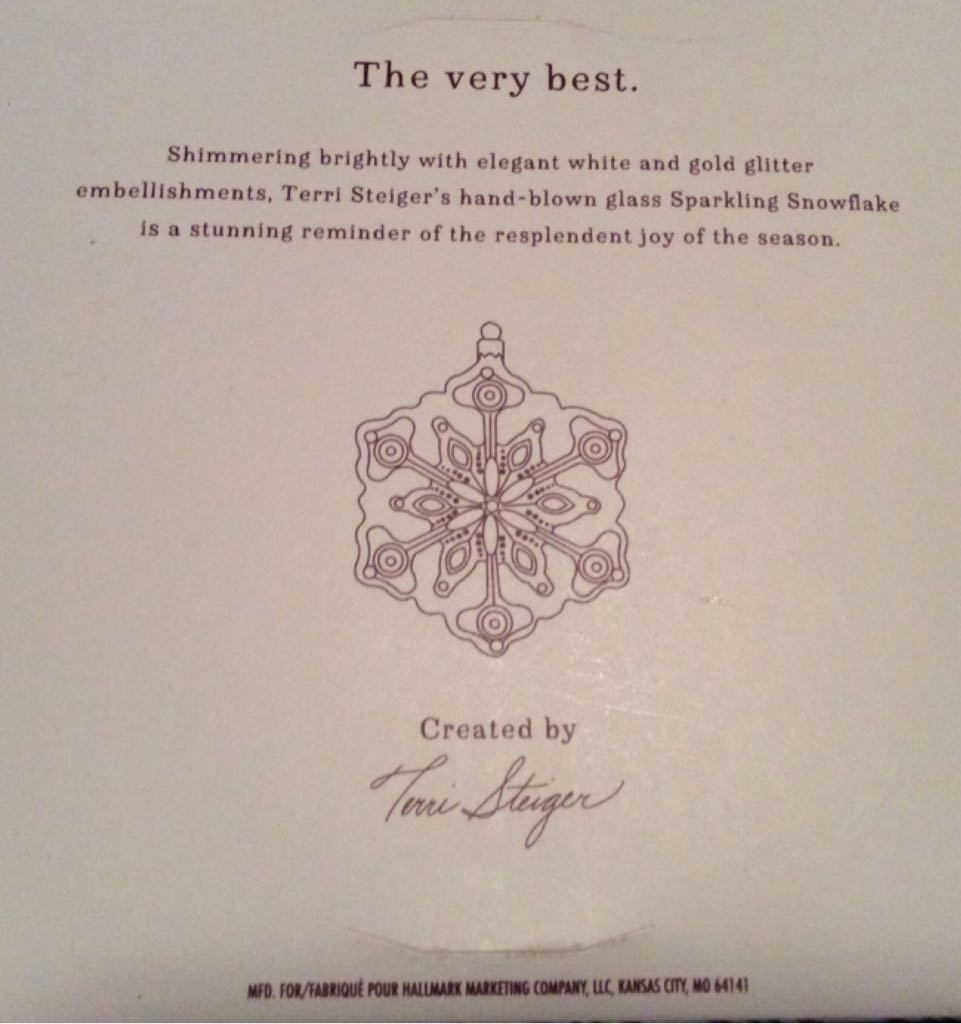 The very best.
Shimmering brightly with elegant white and gold glitter
embellishments, Terri Steiger's hand-blown glass Sparkling Snowflake
is a stunning reminder of the resplendent joy of the season.
Created by
Terri Steiger
MFD. FOR/FABRIQUÉ POUR HALLMARK MARKETING COMPANY, LLC, KANSAS CITY, MO 64141